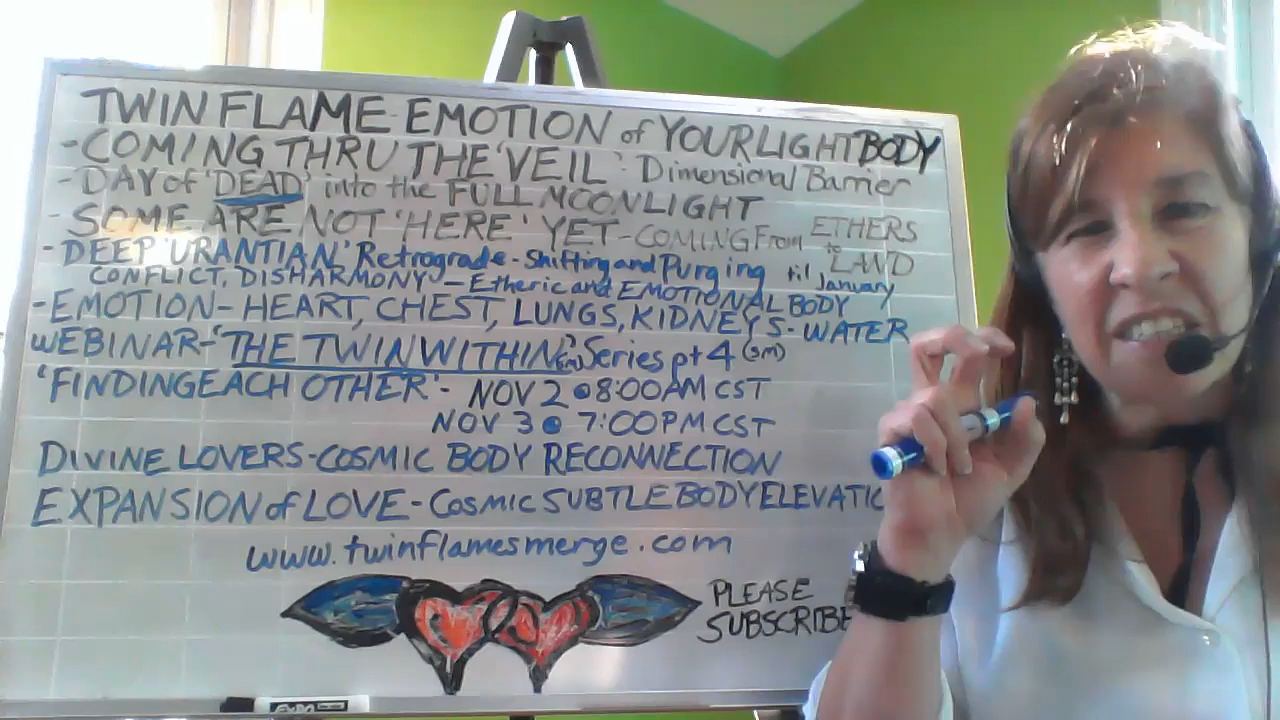 TWIN FLAME-EMOTION of YOUR LIGHT BODY
-COMING THRU THE 'VEIL': Dimensional Barrier
-DAY of 'DEAD' into the FULL MOONLIGHT
-SOME ARE NOT 'HERE' YET-COMING From ETHERS to LAND
-DEEP 'URANTIAN' Retrograde-Shifting and Purging til January
CONFLICT, DISHARMONY-Etheric and EMOTIONAL BODY
-EMOTION-HEART, CHEST, LUNGS, KIDNEYS-WATER
WEBINAR-'THE TWIN WITHIN' Series pt 4 (sm)
'FINDING EACH OTHER'- NOV 2 @ 8:00AM CST
NOV 3 @ 7:00PM CST
DIVINE LOVERS-COSMIC BODY RECONNECTION
EXPANSION of LOVE-COSMIC SUBTLE BODY ELEVATIO
www.twinflamesmerge.com
PLEASE
SUBSCRIBE
EXPO